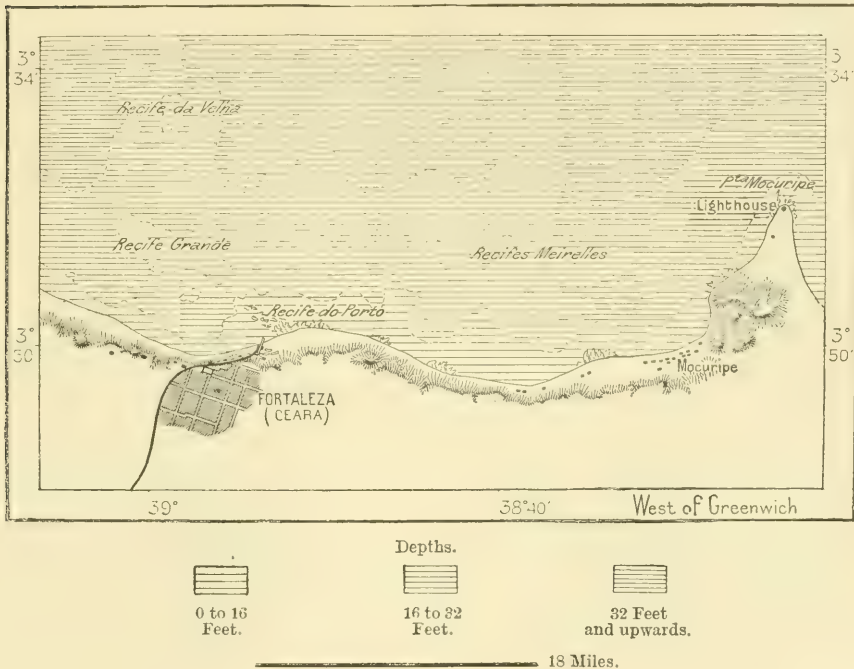 3°
34'
3
34'
Recife da Velha
Pta Mocuripe
Lighthouse
Recife Grande
Recifes Meirelles
Recife do Porto
3°
30'
3°
50'
Mocuripe
FORTALEZA
(CEARA)
39°
38°40'
West of Greenwich
Depths.
0 to 16
Feet.
16 to 32
Feet.
32 Feet
and upwards.
18 Miles.